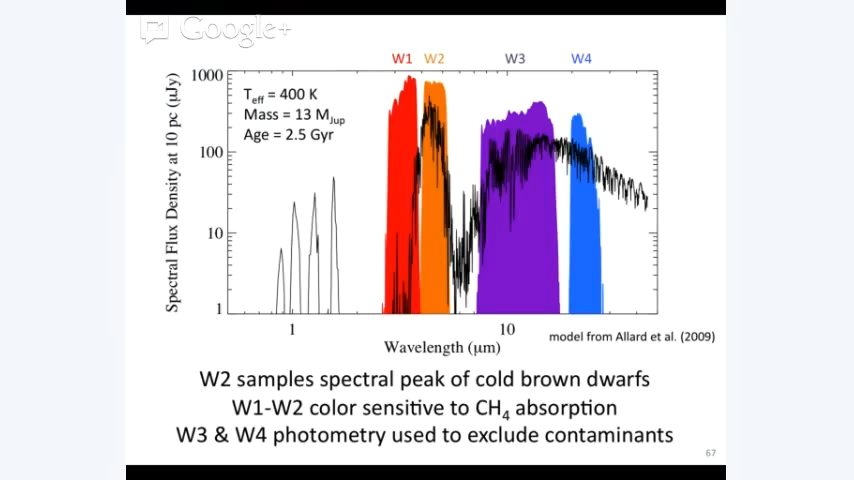 Google+
W1 W2 W3 W4
1000
100
10
1
Spectral Flux Density at 10 pc (μJy)
Teff = 400 K
Mass = 13 MJup
Age = 2.5 Gyr
1 10
Wavelength (μm)
model from Allard et al. (2009)
W2 samples spectral peak of cold brown dwarfs
W1-W2 color sensitive to CH4 absorption
W3 & W4 photometry used to exclude contaminants
67